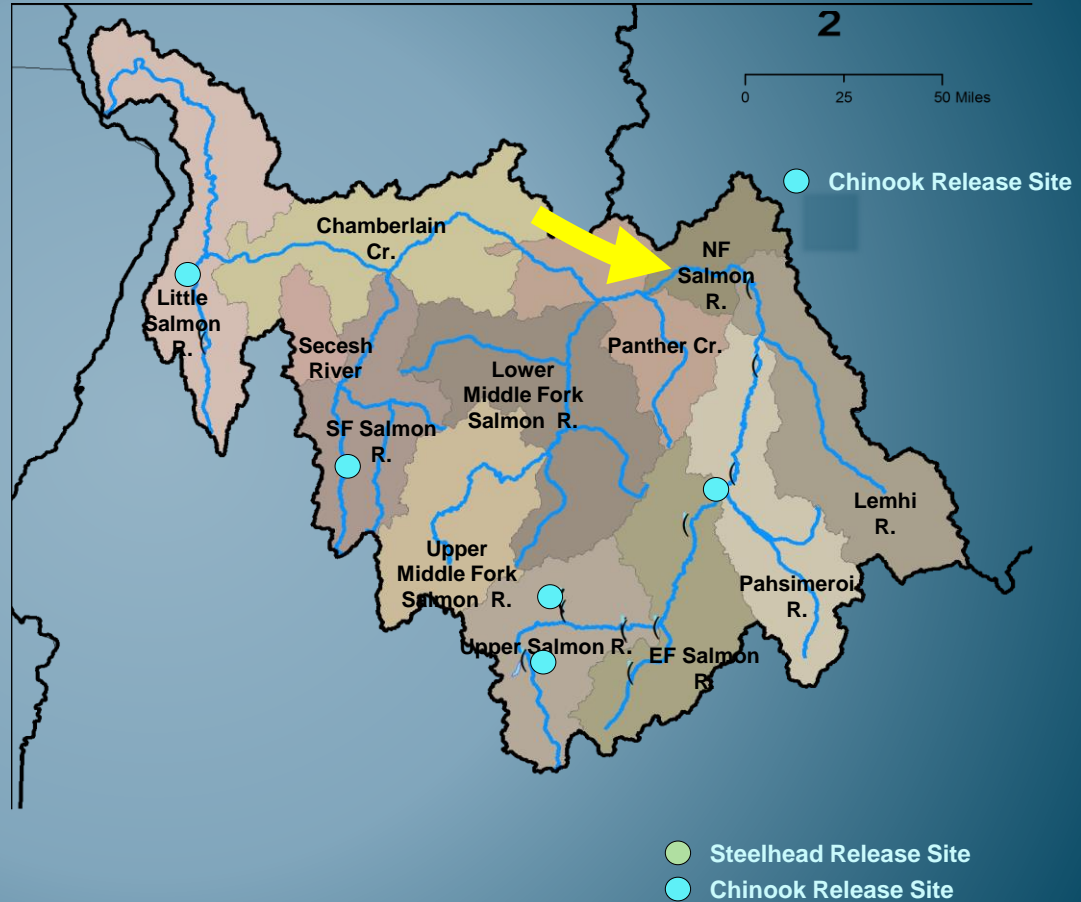 2
0 25 50 Miles
Chinook Release Site
Chamberlain
Cr.
NF
Salmon
R.
Little
Salmon
R.
Secesh
River
Panther Cr.
Lower
Middle Fork
Salmon R.
SF Salmon
R.
Lemhi
R.
Upper
Middle Fork
Salmon R.
Pahsimeroi
R.
Upper Salmon R.
EF Salmon
R.
Steelhead Release Site
Chinook Release Site